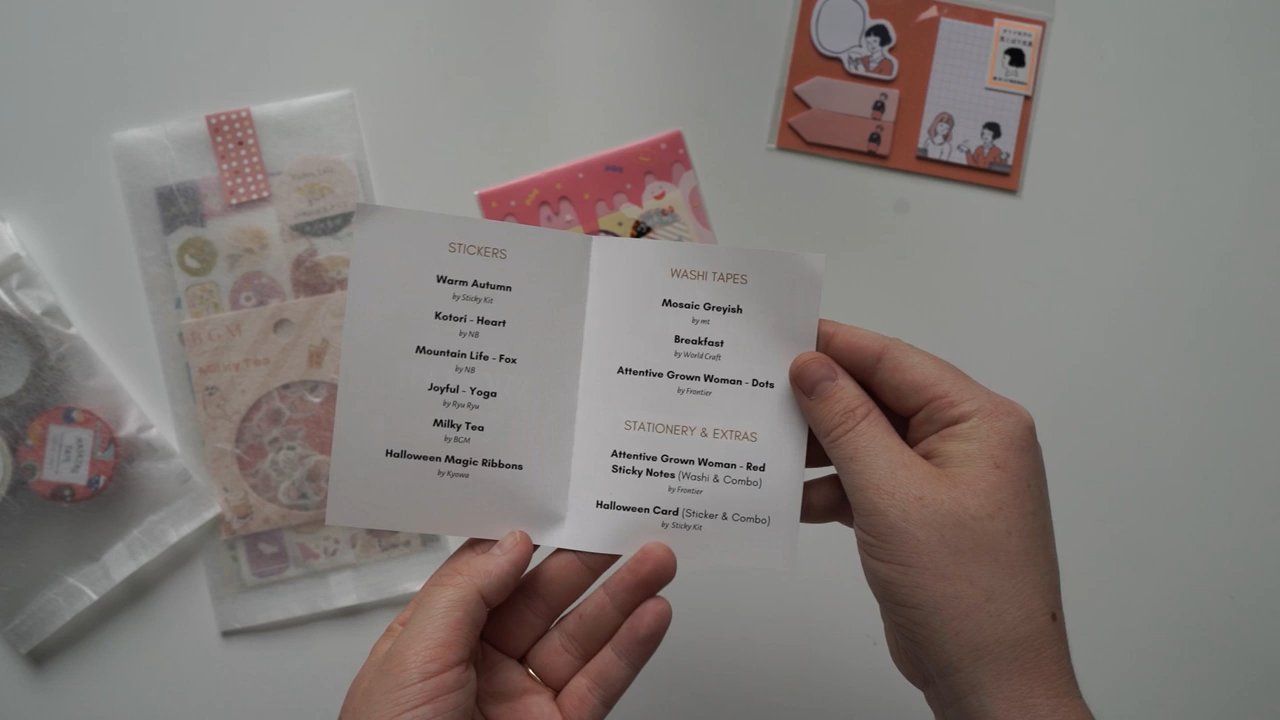 STICKERS
Warm Autumn
by Sticky Kit
Kotori - Heart
by NB
Mountain Life - Fox
by NB
Joyful - Yoga
by Ryu Ryu
Milky Tea
by BGM
Halloween Magic Ribbons
by Kyowa
WASHI TAPES
Mosaic Greyish
by mt
Breakfast
by World Craft
Attentive Grown Woman - Dots
by Frontier
STATIONERY & EXTRAS
Attentive Grown Woman - Red
Sticky Notes (Washi & Combo)
by Frontier
Halloween Card (Sticker & Combo)
by Sticky Kit
BGM
Milky Tea